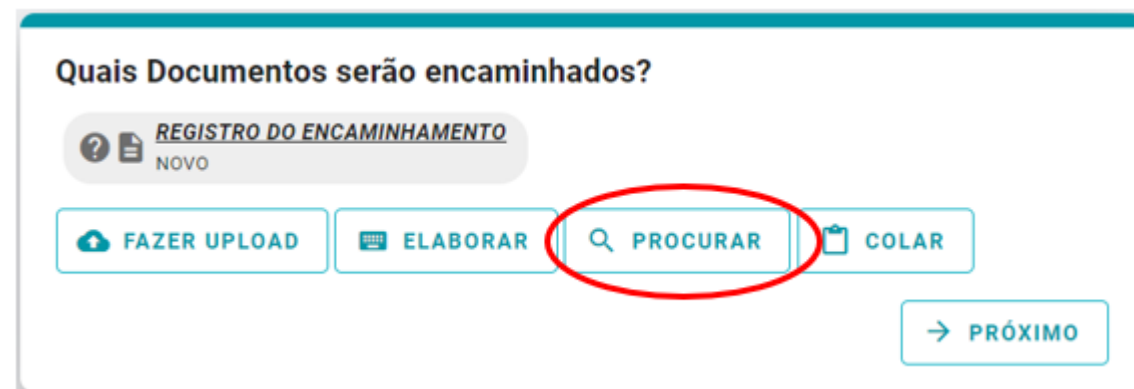 Quais Documentos serão encaminhados?
REGISTRO DO ENCAMINHAMENTO
NOVO
FAZER UPLOAD ELABORAR PROCURAR COLAR
PRÓXIMO